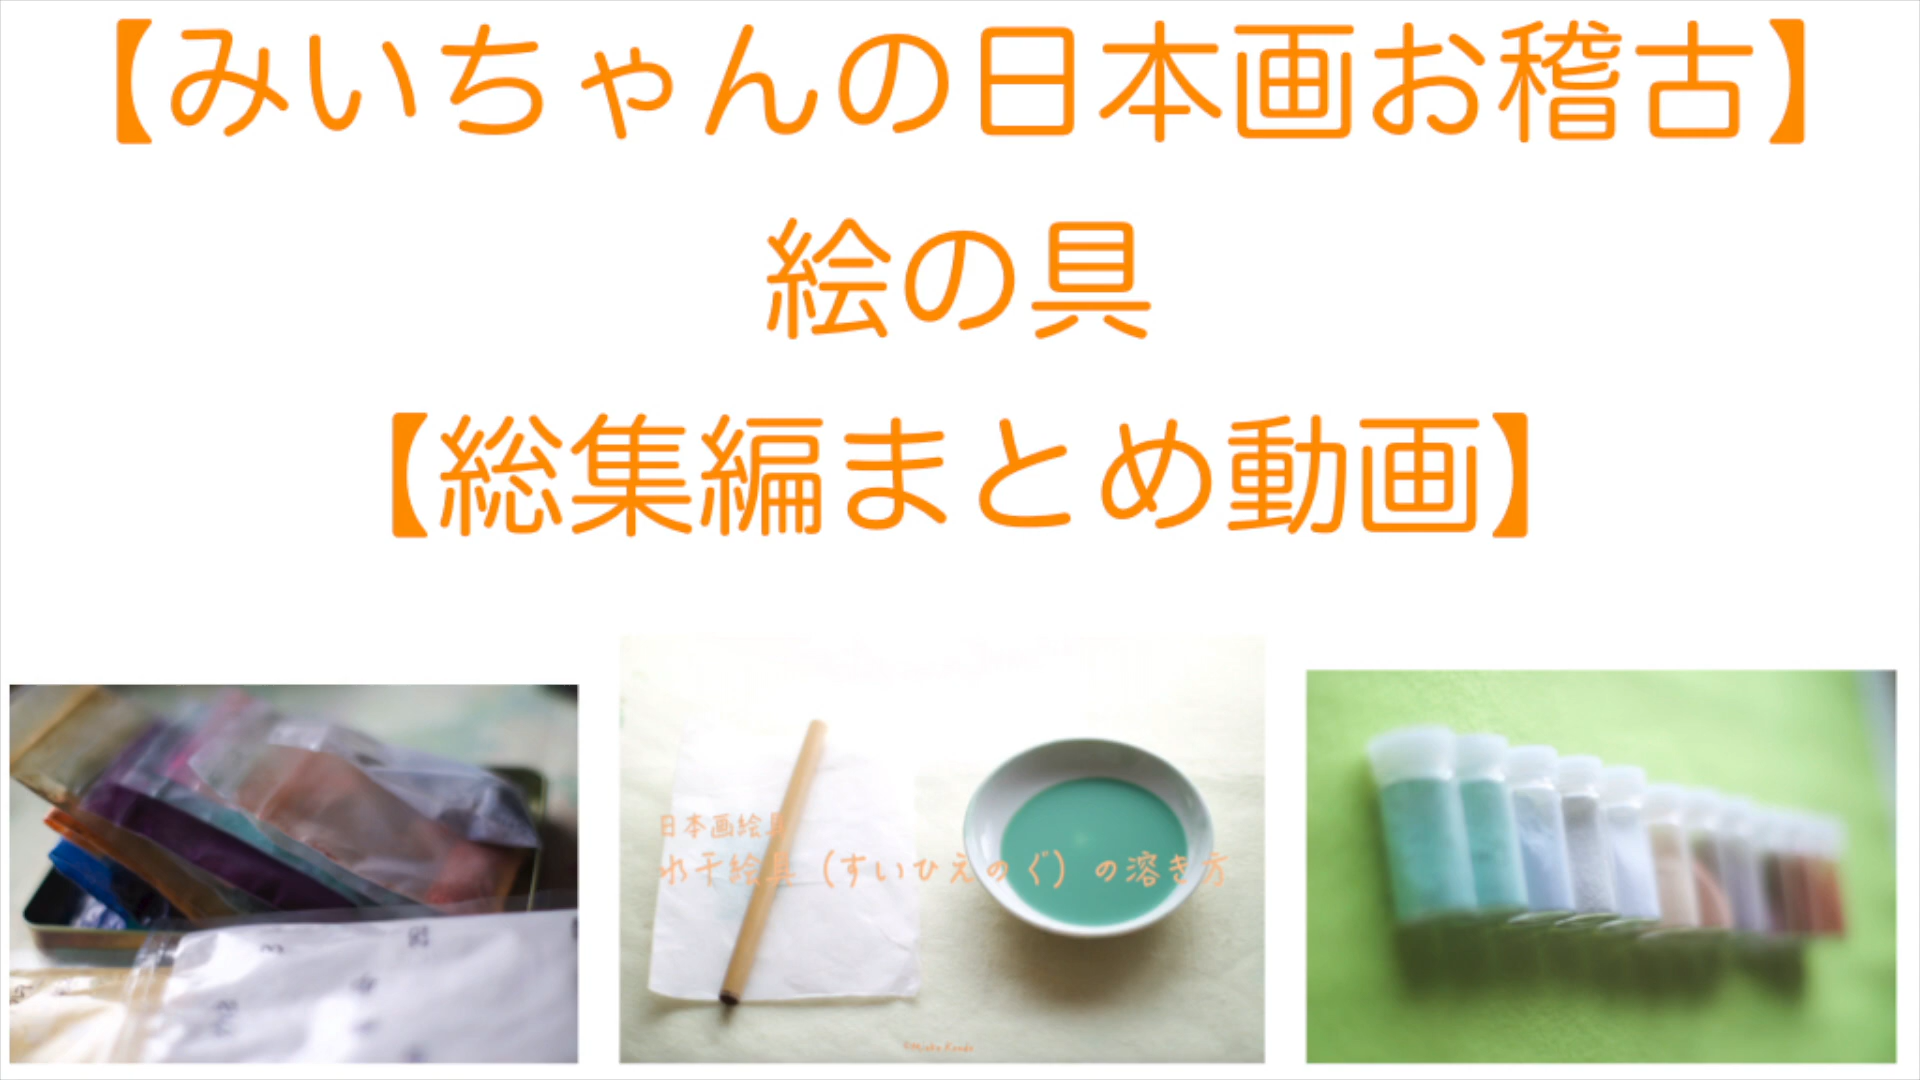 【みいちゃんの日本画お稽古】
絵の具
【総集編まとめ動画】
日本画絵具
水干絵具（すいひえのぐ）の溶き方
©Mieko Kondo